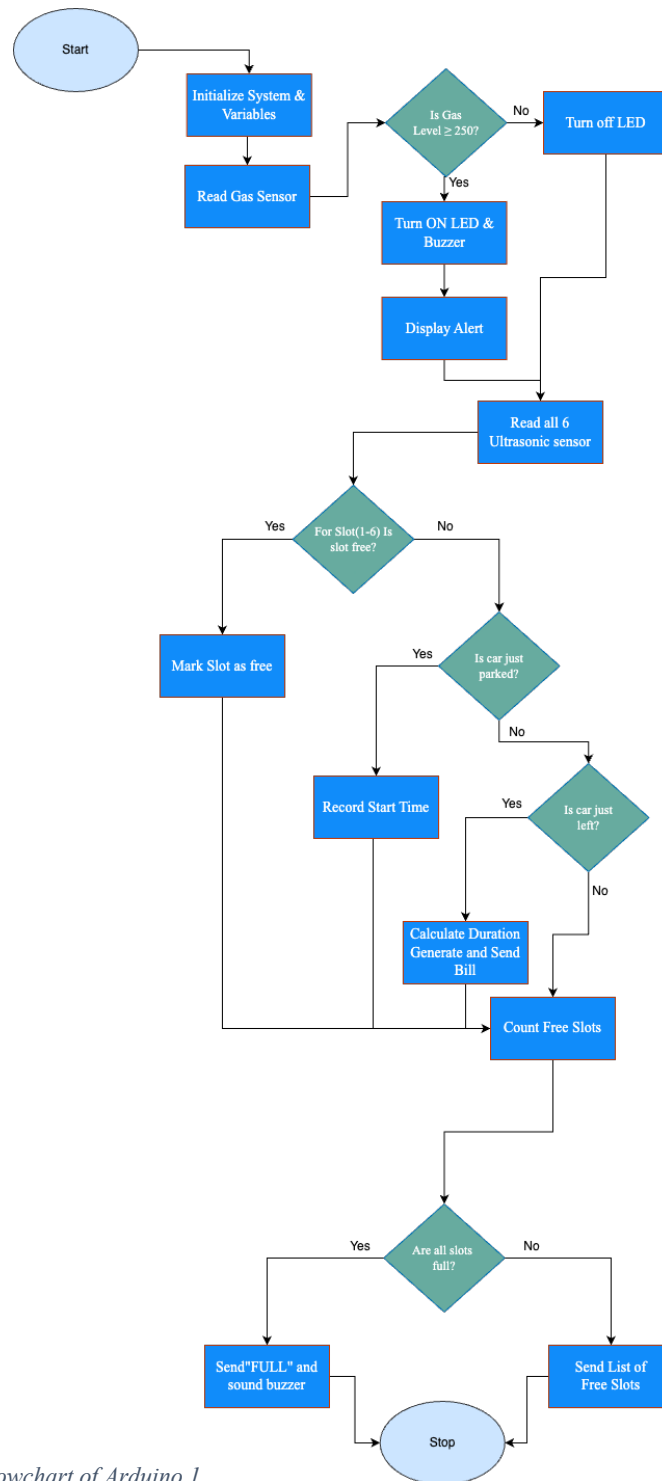 Start
Initialize System &
Variables
Read Gas Sensor
Is Gas
Level ≥ 250?
No
Turn off LED
Yes
Turn ON LED &
Buzzer
Display Alert
Read all 6
Ultrasonic sensor
For Slot(1-6) Is
slot free?
Yes
No
Mark Slot as free
Is car just
parked?
Yes
No
Record Start Time
Is car just
left?
Yes
No
Calculate Duration
Generate and Send
Bill
Count Free Slots
Are all slots
full?
Yes
No
Send"FULL" and
sound buzzer
Send List of
Free Slots
Stop
of Arduino 1